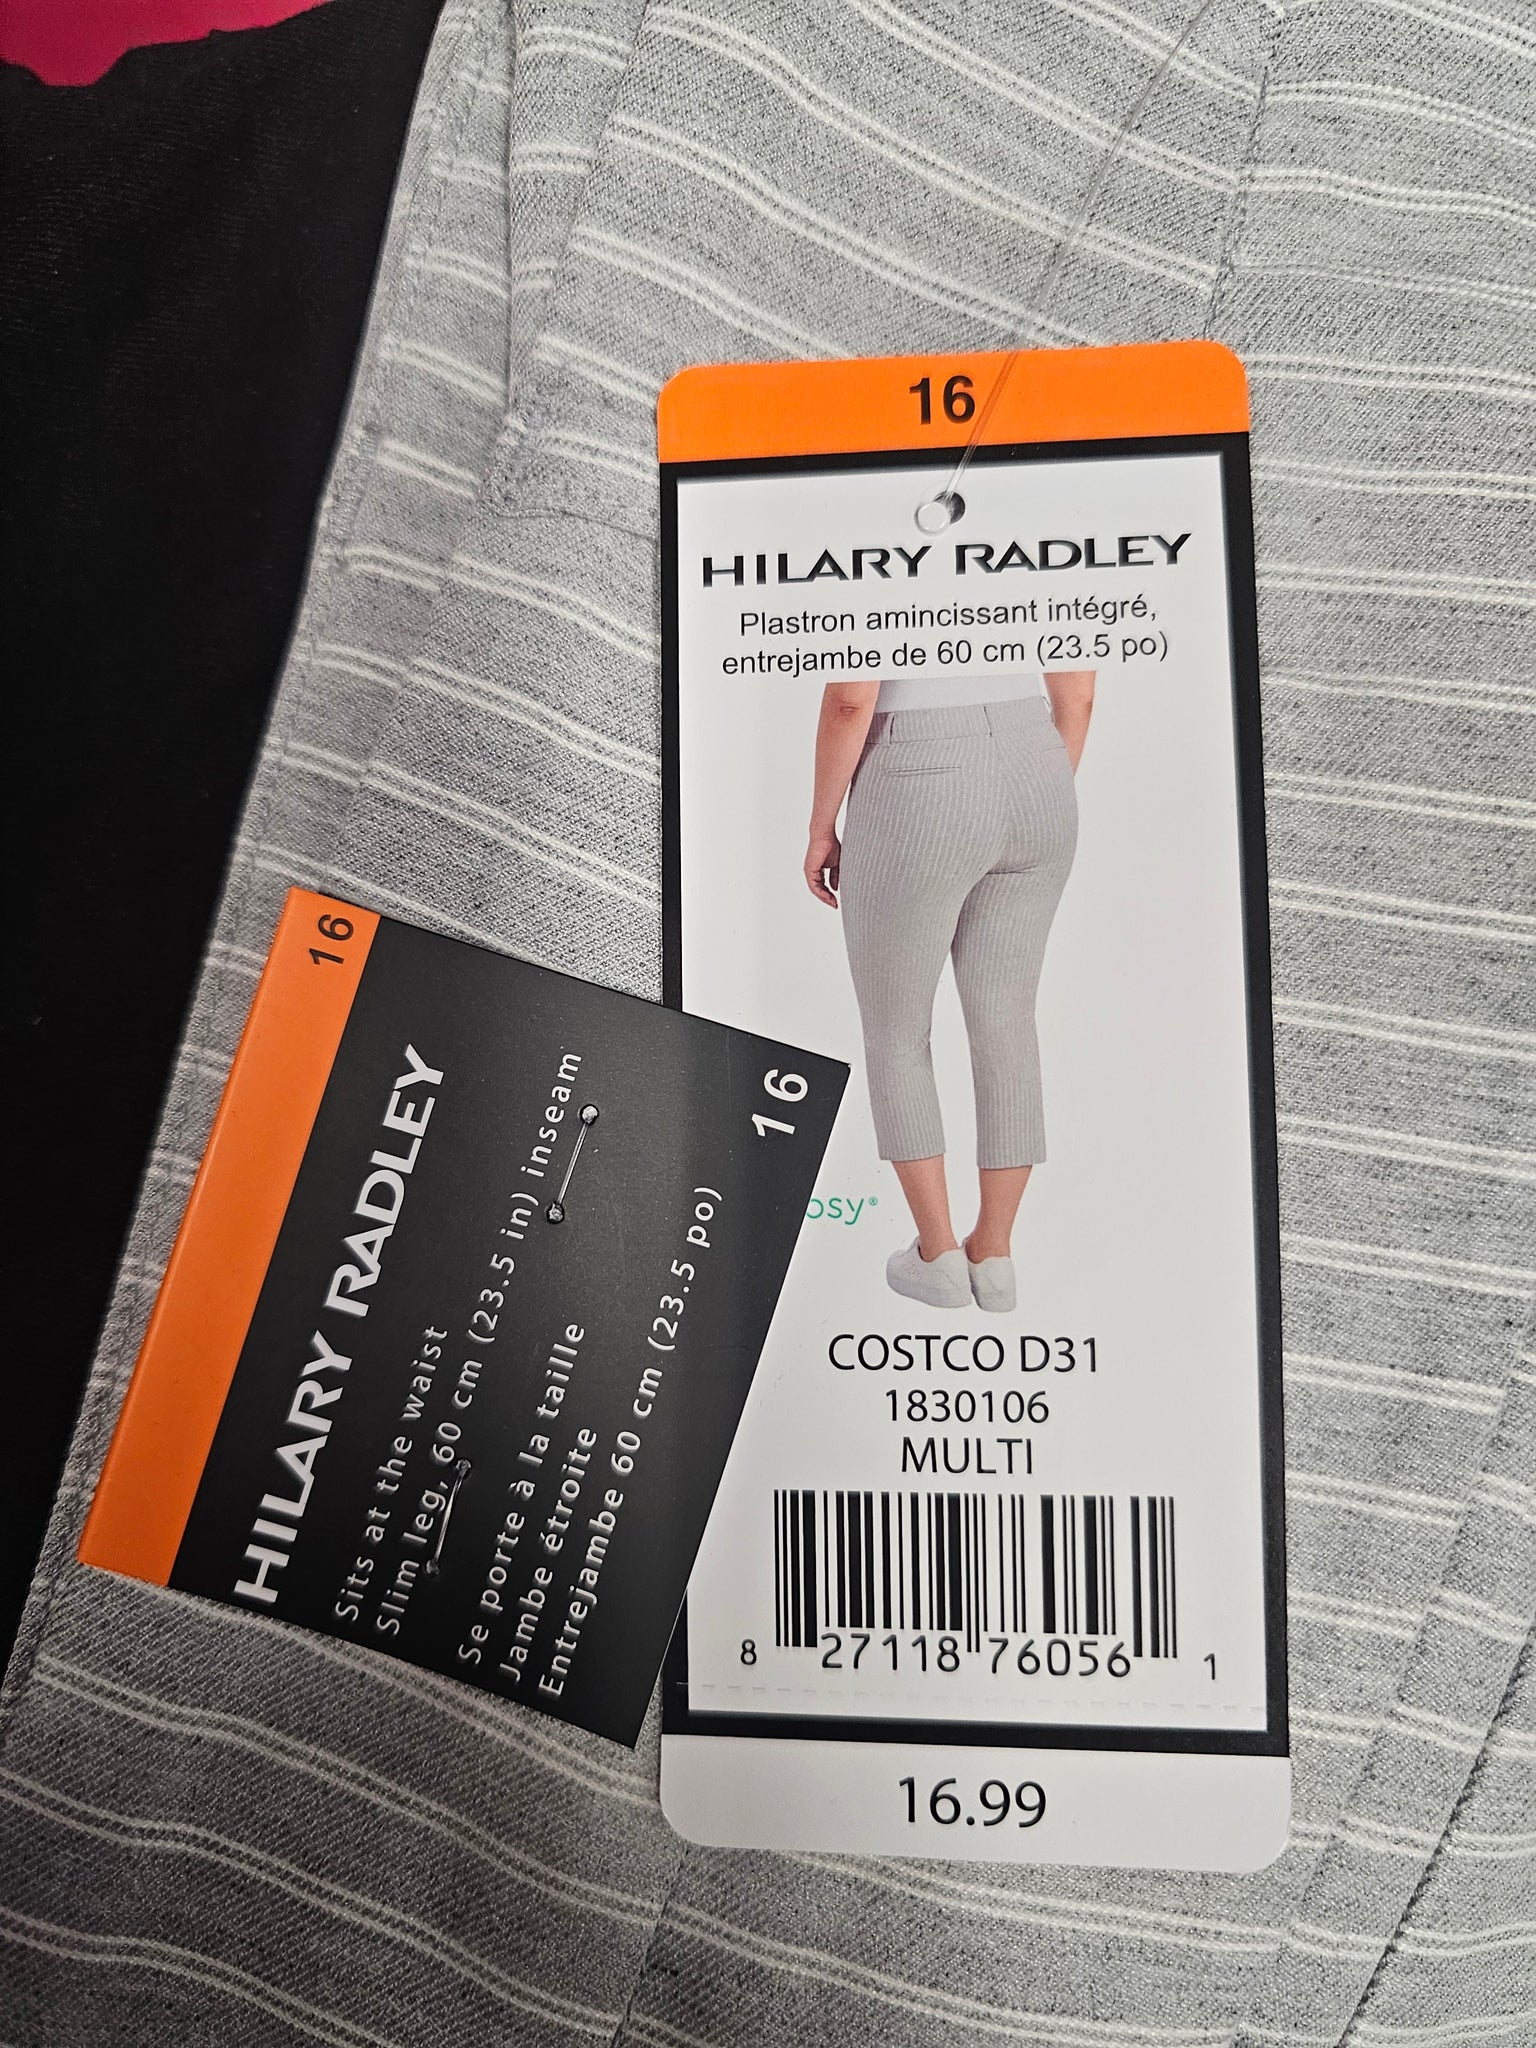 16
HILARY RADLEY
Plastron amincissant intégré,
entrejambe de 60 cm (23.5 po)
COSTCO D31
1830106
MULTI
8 27118 76056 1
16.99
16
HILARY RADLEY
Sits at the waist
Slim leg, 60 cm (23.5 in) inseam
Se porte à la taille
Jambe étroite
Entrejambe 60 cm (23.5 po)
16